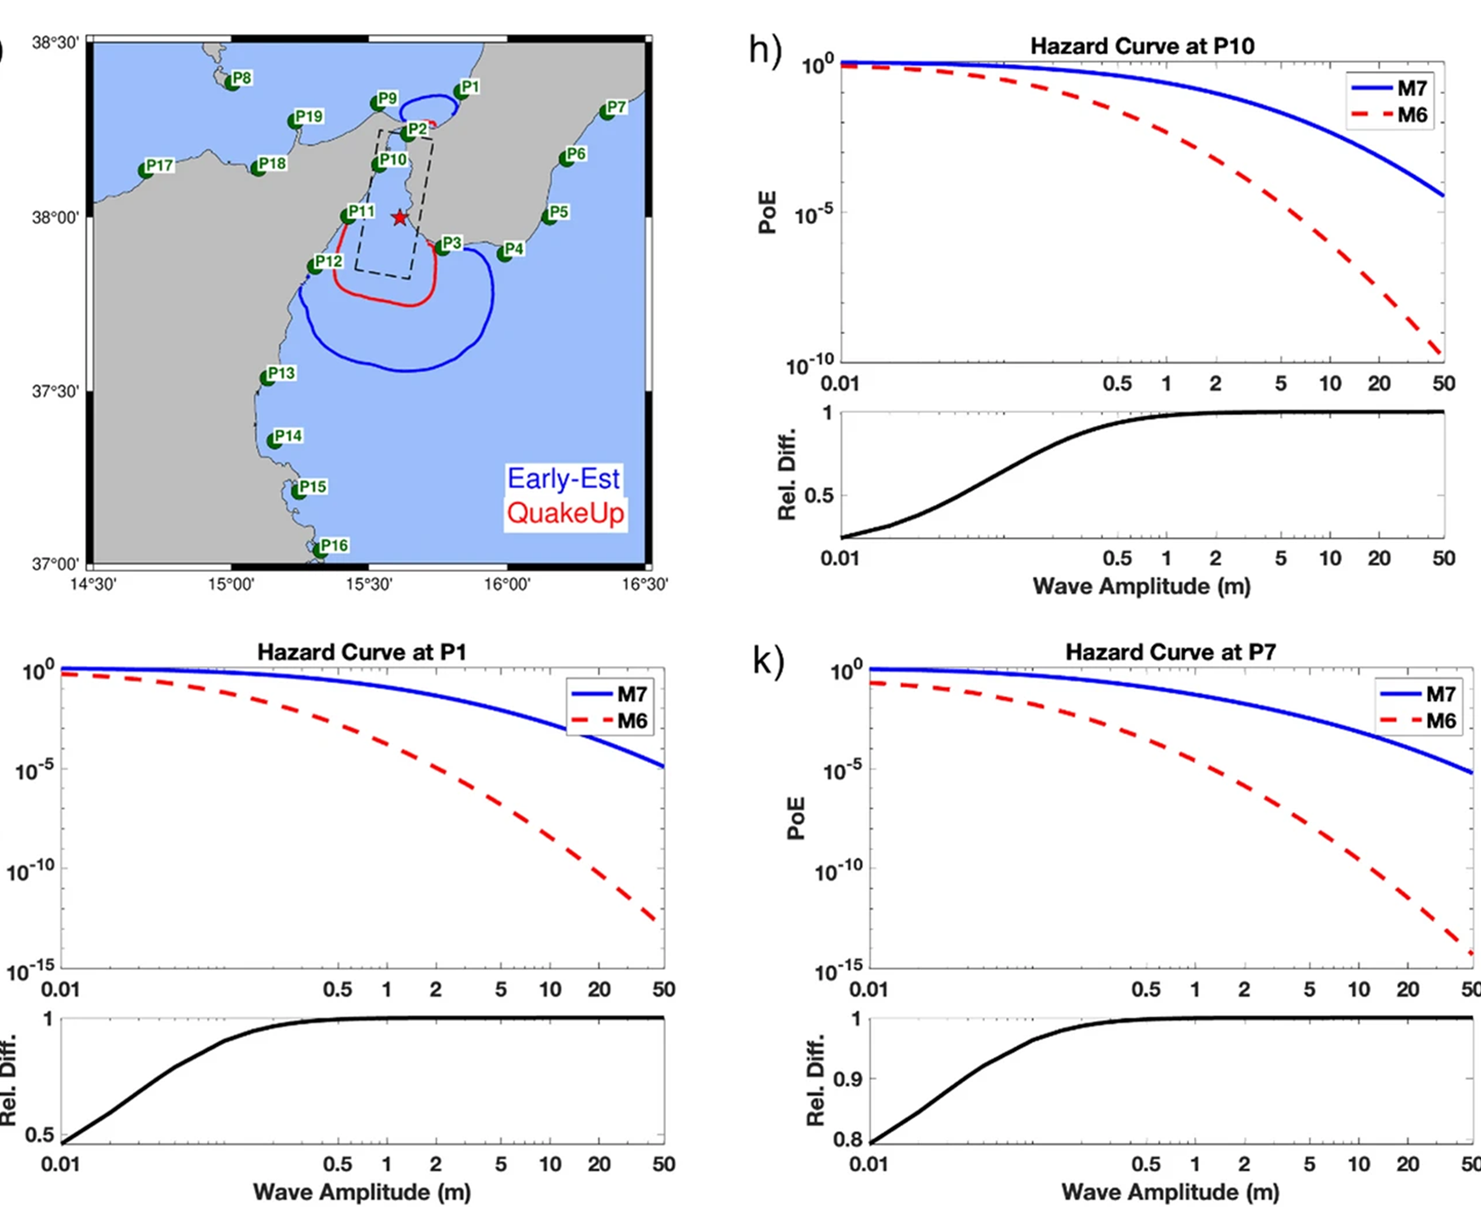 )
38°30'
38°00'
37°30'
37°00'
14°30'
15°00'
15°30'
16°00'
16°30'
P8
P9
P1
P7
P19
P2
P17
P18
P10
P6
P11
P5
P3
P4
P12
P13
P14
P15
P16
Early-Est
QuakeUp
h)
Hazard Curve at P10
M7
M6
PoE
10^0
10^-5
10^-10
0.01 0.5 1 2 5 10 20 50
Rel. Diff.
1
0.5
0.01 0.5 1 2 5 10 20 50
Wave Amplitude (m)
Hazard Curve at P1
M7
M6
10^0
10^-5
10^-10
10^-15
0.01 0.5 1 2 5 10 20 50
Rel. Diff.
1
0.5
0.01 0.5 1 2 5 10 20 50
Wave Amplitude (m)
k)
Hazard Curve at P7
M7
M6
PoE
10^0
10^-5
10^-10
10^-15
0.01 0.5 1 2 5 10 20 50
Rel. Diff.
1
0.9
0.8
0.01 0.5 1 2 5 10 20 50
Wave Amplitude (m)